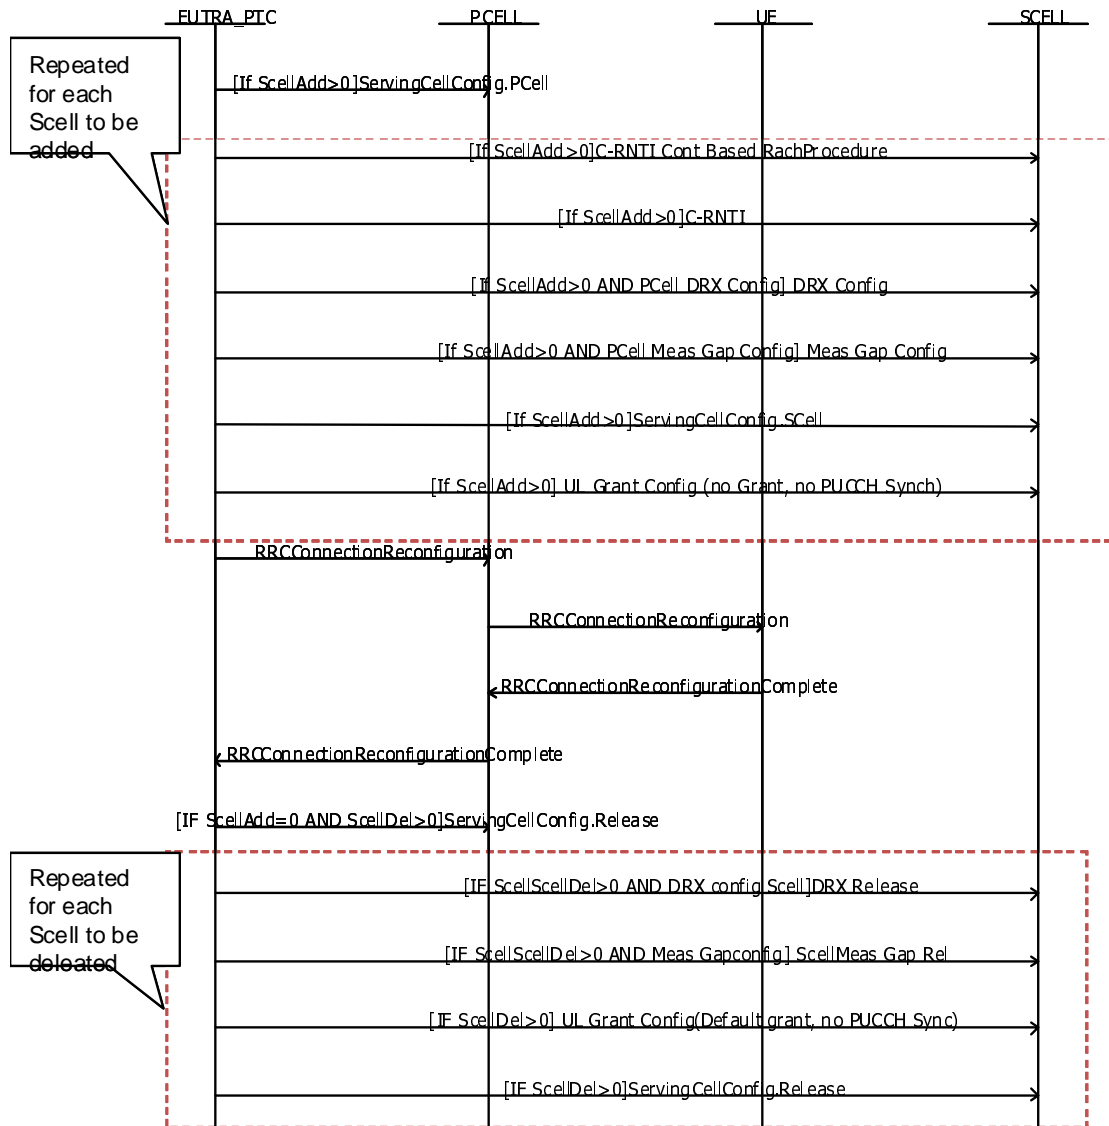 EUTRA_PTC PCELL UE SCELL
Repeated
for each
Scell to be
added
[If ScellAdd>0]ServingCellConfig.PCell
[If ScellAdd>0]C-RNTI Cont Based RachProcedure
[If ScellAdd>0]C-RNTI
[If ScellAdd>0 AND PCell DRX Config] DRX Config
[If ScellAdd>0 AND PCell Meas Gap Config] Meas Gap Config
[If ScellAdd>0]ServingCellConfig.SCell
[If ScellAdd>0] UL Grant Config (no Grant, no PUCCH Synch)
RRCConnectionReconfiguration
RRCConnectionReconfiguration
RRCConnectionReconfigurationComplete
RRCConnectionReconfigurationComplete
[IF ScellAdd=0 AND ScellDel>0]ServingCellConfig.Release
Repeated
for each
Scell to be
deleated
[IF ScellScellDel>0 AND DRX config Scell]DRX Release
[IF ScellScellDel>0 AND Meas Gapconfig] ScellMeas Gap Rel
[IF ScellDel>0] UL Grant Config(Default grant, no PUCCH Sync)
[IF ScellDel>0]ServingCellConfig.Release